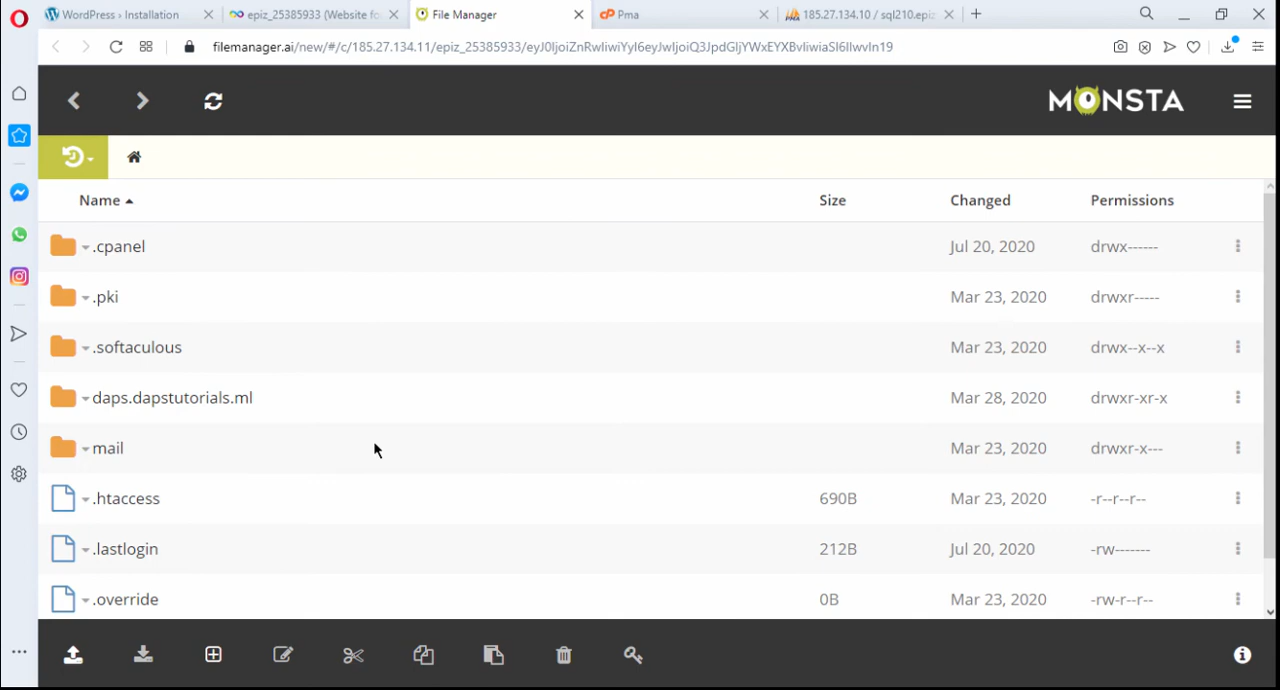 WordPress › Installation
epiz_25385933 (Website fo
File Manager
Pma
185.27.134.10 / sql210.epiz
filemanager.ai/new/#/c/185.27.134.11/epiz_25385933/eyJ0IjoiZnRwIiwiYyI6eyJwIjoiQ3JpdGljYWxEYXBvIiwiaSI6IlwvIn19
MONSTA
Name Size Changed Permissions
.cpanel Jul 20, 2020 drwx------
.pki Mar 23, 2020 drwxr-----
.softaculous Mar 23, 2020 drwx--x--x
daps.dapstutorials.ml Mar 28, 2020 drwxr-xr-x
mail Mar 23, 2020 drwxr-x---
.htaccess 690B Mar 23, 2020 -r--r--r--
.lastlogin 212B Jul 20, 2020 -rw-------
.override 0B Mar 23, 2020 -rw-r--r--